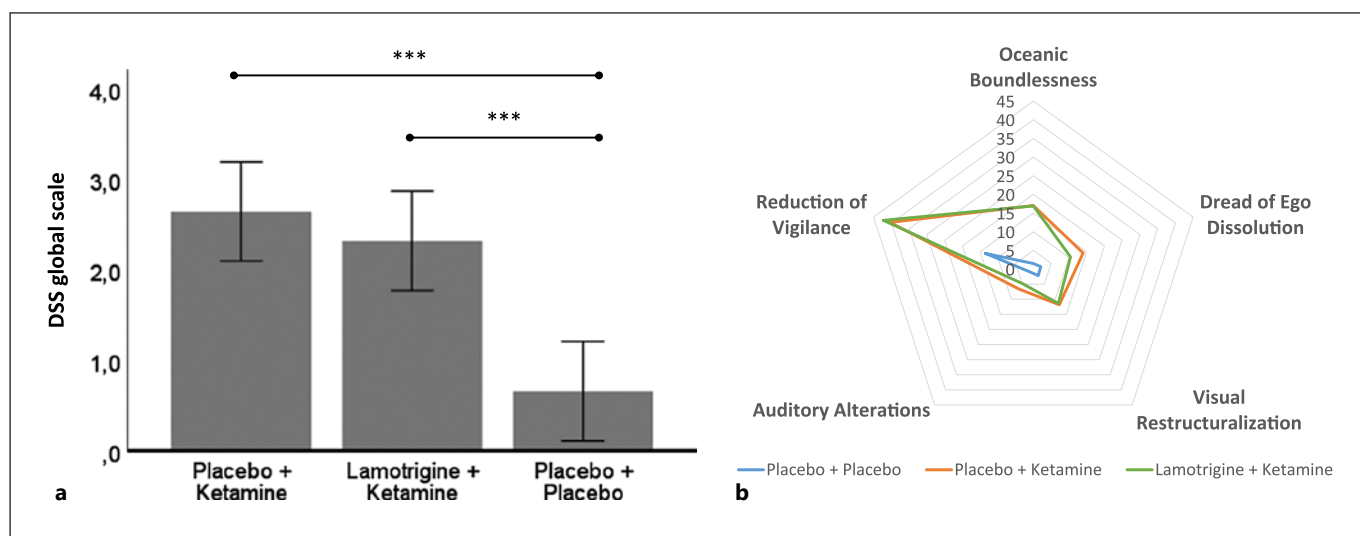 ***
***
4,0
3,0
2,0
1,0
,0
DSS global scale
Placebo +
Ketamine
Lamotrigine +
Ketamine
Placebo +
Placebo
a
Oceanic
Boundlessness
45
40
35
30
25
20
15
10
5
0
Reduction of
Vigilance
Dread of Ego
Dissolution
Auditory Alterations
Visual
Restructuralization
Placebo + Placebo
Placebo + Ketamine
Lamotrigine + Ketamine
b